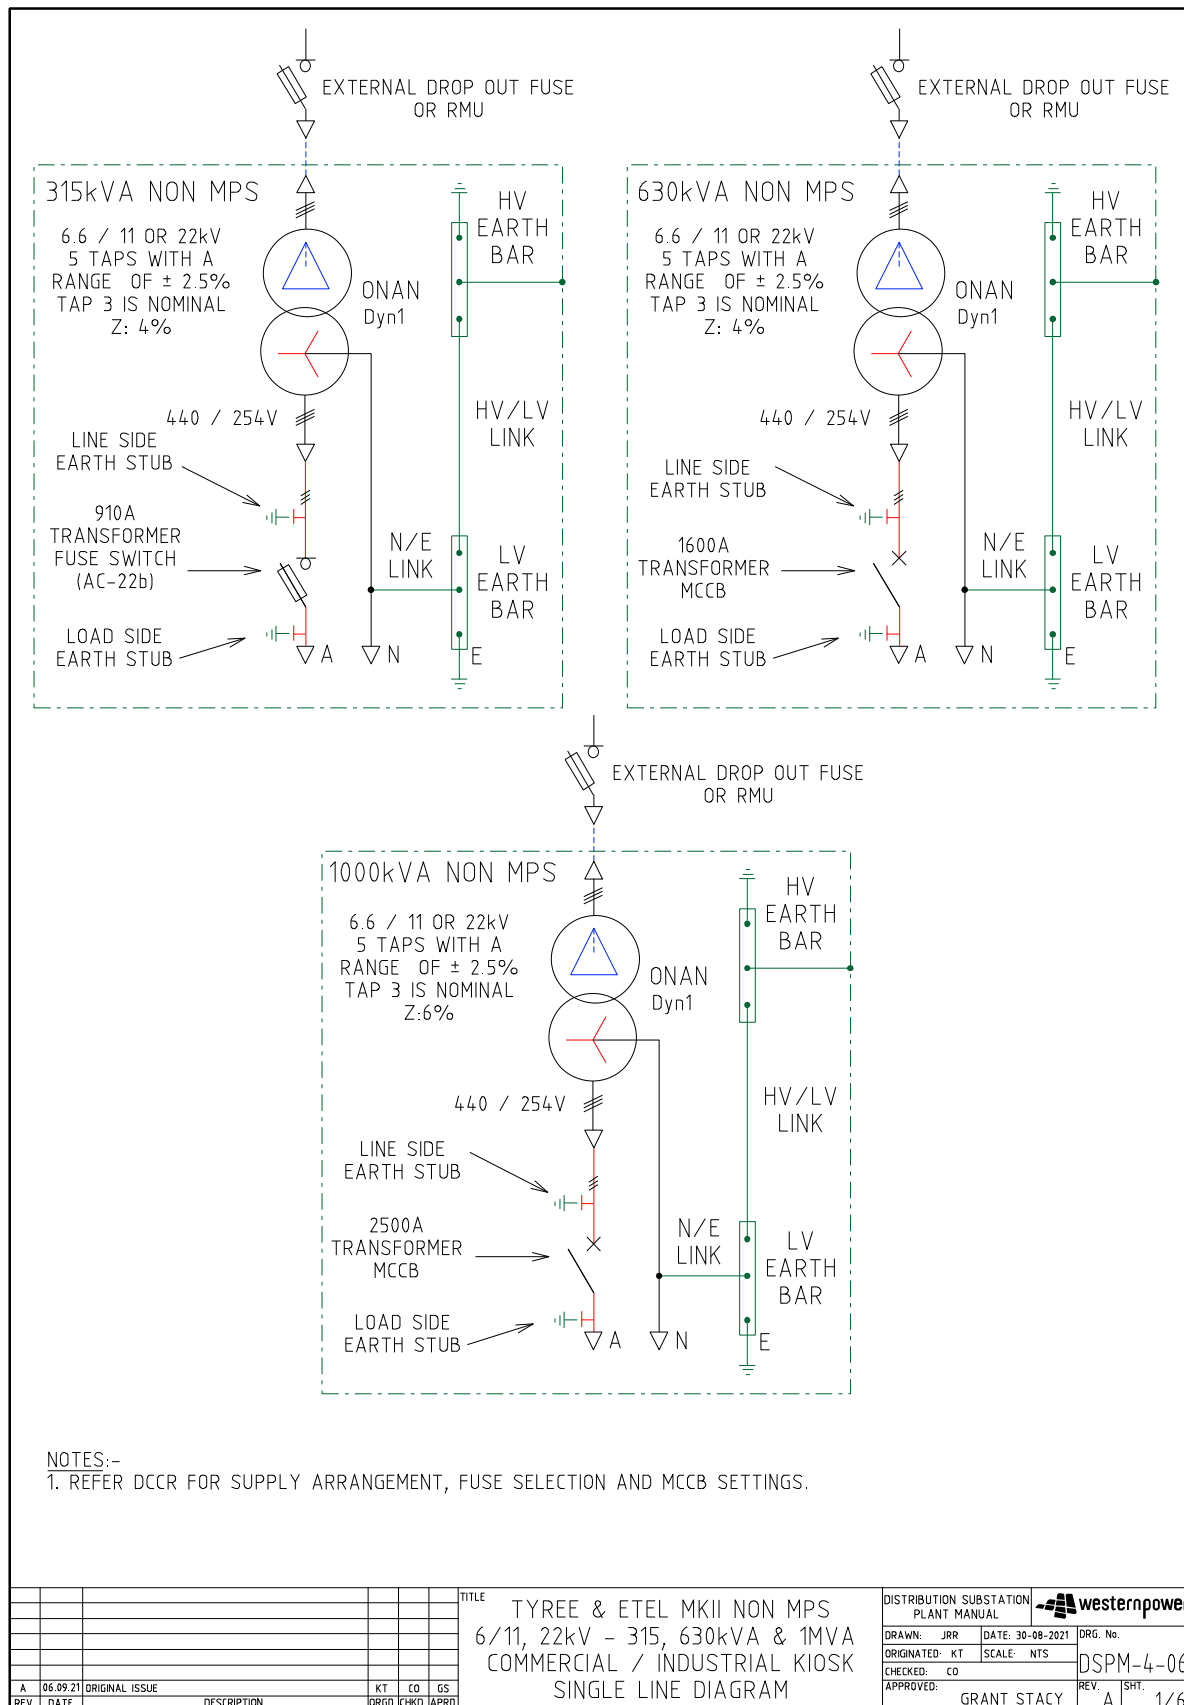 EXTERNAL DROP OUT FUSE
OR RMU
315kVA NON MPS
6.6 / 11 OR 22kV
5 TAPS WITH A
RANGE OF ± 2.5%
TAP 3 IS NOMINAL
Z: 4%
ONAN
Dyn1
HV
EARTH
BAR
440 / 254V
HV/LV
LINK
LINE SIDE
EARTH STUB
910A
TRANSFORMER
FUSE SWITCH
(AC-22b)
N/E
LINK
LV
EARTH
BAR
LOAD SIDE
EARTH STUB
A
N
E
EXTERNAL DROP OUT FUSE
OR RMU
630kVA NON MPS
6.6 / 11 OR 22kV
5 TAPS WITH A
RANGE OF ± 2.5%
TAP 3 IS NOMINAL
Z: 4%
ONAN
Dyn1
HV
EARTH
BAR
440 / 254V
HV/LV
LINK
LINE SIDE
EARTH STUB
1600A
TRANSFORMER
MCCB
N/E
LINK
LV
EARTH
BAR
LOAD SIDE
EARTH STUB
A
N
E
EXTERNAL DROP OUT FUSE
OR RMU
1000kVA NON MPS
6.6 / 11 OR 22kV
5 TAPS WITH A
RANGE OF ± 2.5%
TAP 3 IS NOMINAL
Z:6%
ONAN
Dyn1
HV
EARTH
BAR
440 / 254V
HV/LV
LINK
LINE SIDE
EARTH STUB
2500A
TRANSFORMER
MCCB
N/E
LINK
LV
EARTH
BAR
LOAD SIDE
EARTH STUB
A
N
E
NOTES:-
1. REFER DCCR FOR SUPPLY ARRANGEMENT, FUSE SELECTION AND MCCB SETTINGS.
A 06.09.21 ORIGINAL ISSUE KT CO GS
REV. DATE DESCRIPTION ORGD CHKD APRD
TITLE
TYREE & ETEL MKII NON MPS
6/11, 22kV - 315, 630kVA & 1MVA
COMMERCIAL / INDUSTRIAL KIOSK
SINGLE LINE DIAGRAM
DISTRIBUTION SUBSTATION
PLANT MANUAL
westernpower
DRAWN: JRR DATE: 30-08-2021
ORIGINATED: KT SCALE: NTS
CHECKED: CO
APPROVED:
GRANT STACY
DRG. No.
DSPM-4-06
REV. A SHT. 1/6